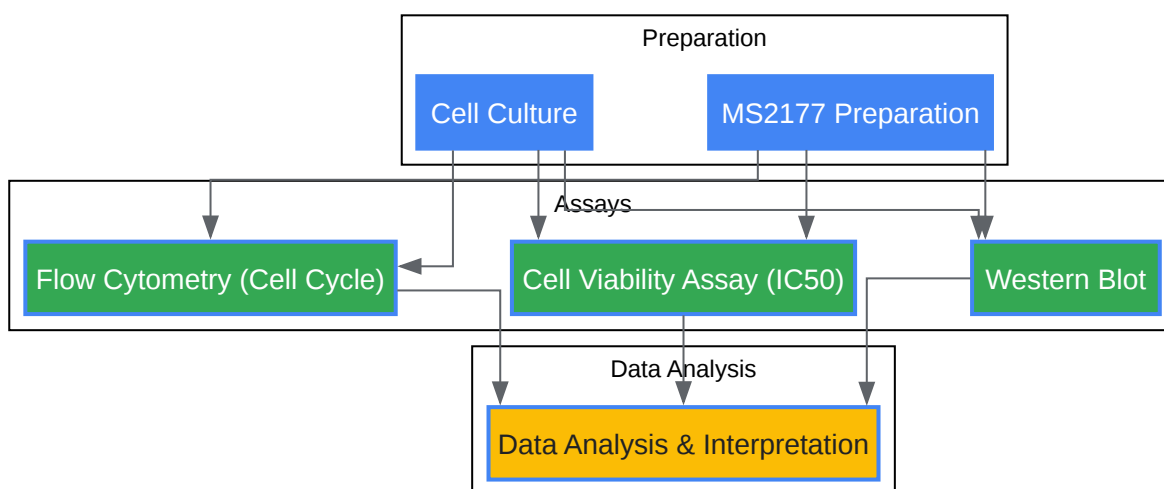 Preparation
Cell Culture
MS2177 Preparation
Assays
Flow Cytometry (Cell Cycle)
Cell Viability Assay (IC50)
Western Blot
Data Analysis
Data Analysis & Interpretation